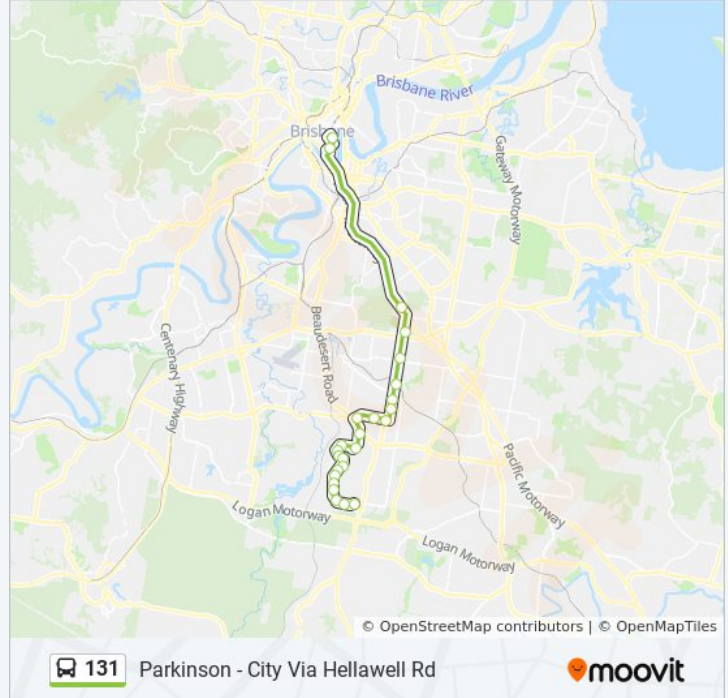 Brisbane River
Brisbane
Gateway Motorway
Beaudesert Road
Centenary Highway
Pacific Motorway
Logan Motorway
Logan Motorway
© OpenStreetMap contributors | © OpenMapTiles
131 Parkinson - City Via Hellawell Rd
moovit